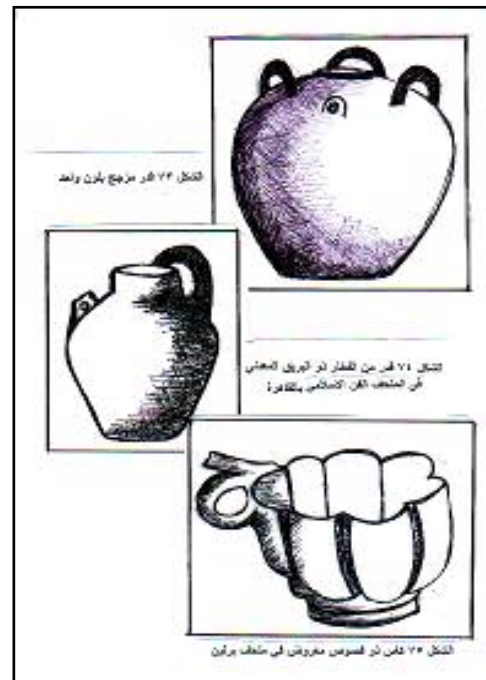 الشكل ٧٣ قدر مزجج بلون واحد
الشكل ٧٤ قدر من الفخار ذو البريق المعدني
في المتحف الفن الاسلامي بالقاهرة
الشكل ٧٥ كأس ذو فصوص معروض في متحف برلين